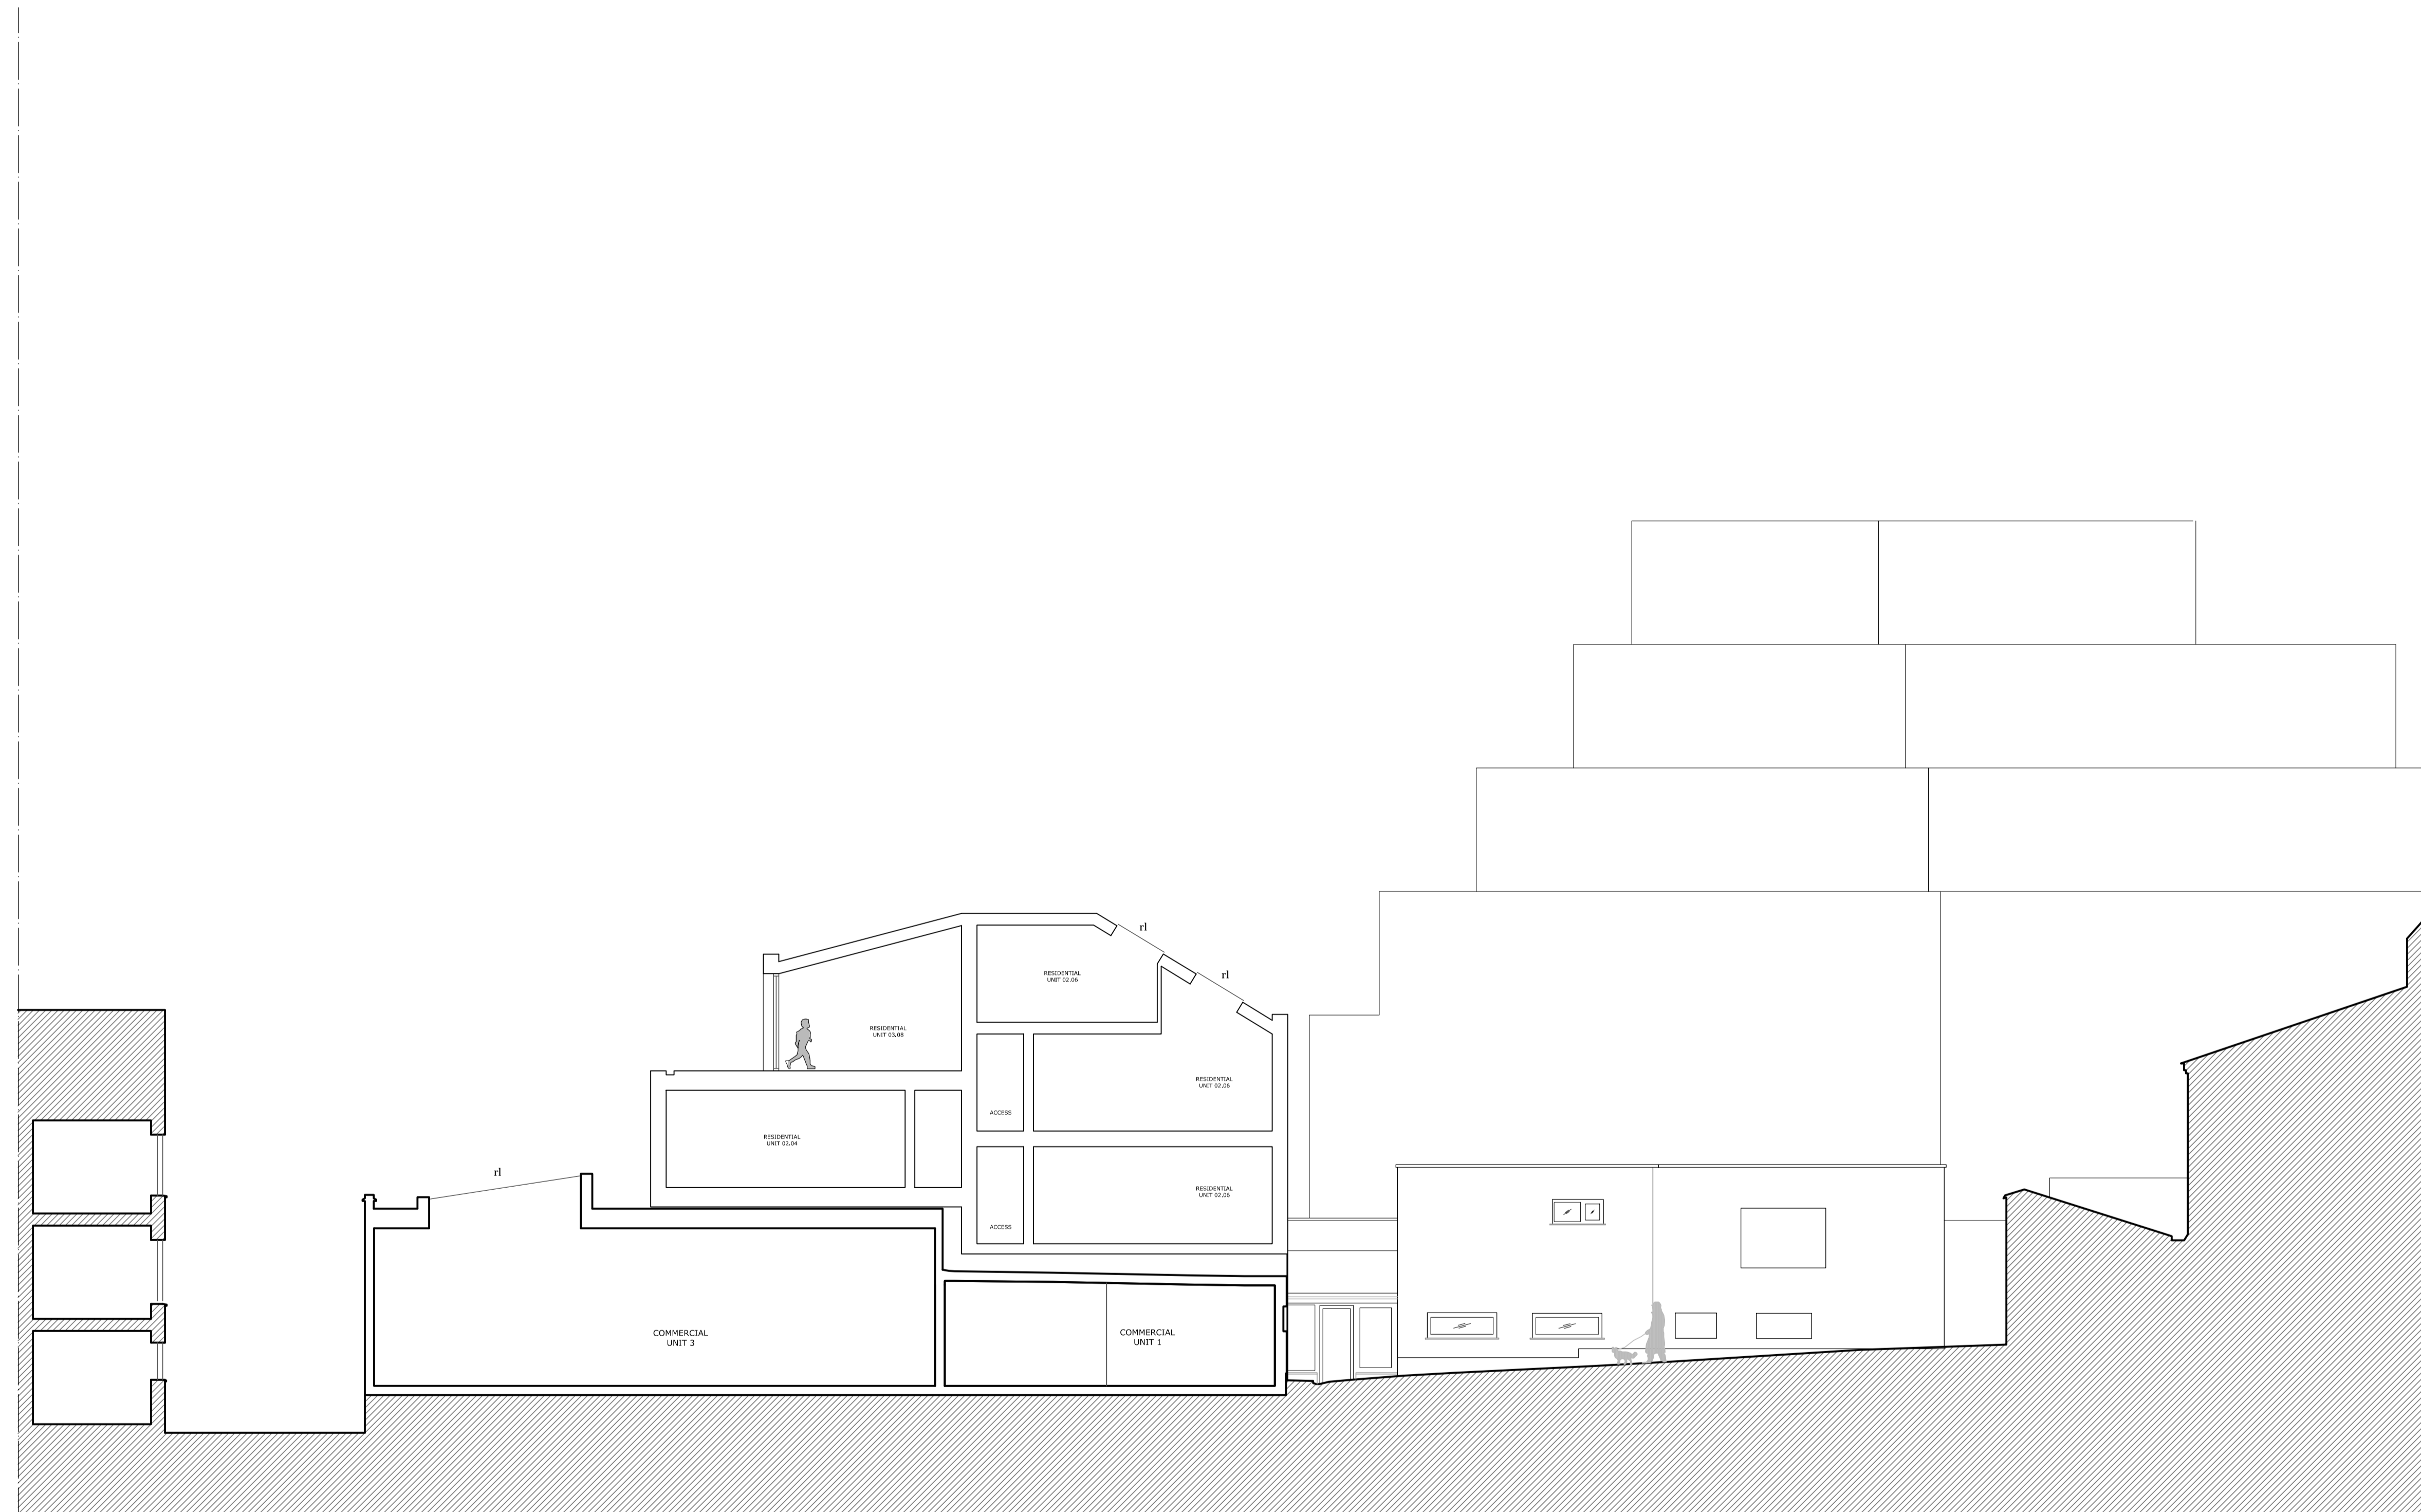 rl
RESIDENTIAL
UNIT 02.06
rl
RESIDENTIAL
UNIT 03,08
RESIDENTIAL
UNIT 02.06
ACCESS
RESIDENTIAL
UNIT 02.04
rl
RESIDENTIAL
UNIT 02.06
ACCESS
COMMERCIAL
UNIT 3
COMMERCIAL
UNIT 1